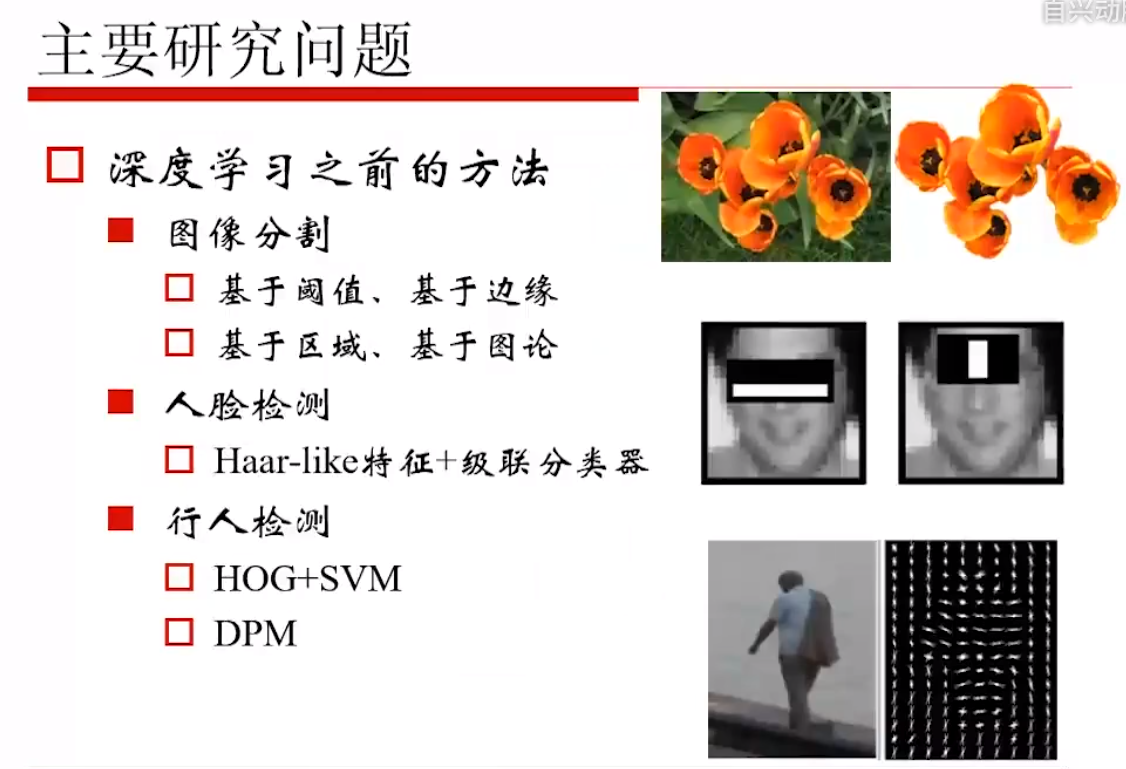 自兴动
主要研究问题
深度学习之前的方法
图像分割
基于阈值、基于边缘
基于区域、基于图论
人脸检测
Haar-like特征+级联分类器
行人检测
HOG+SVM
DPM